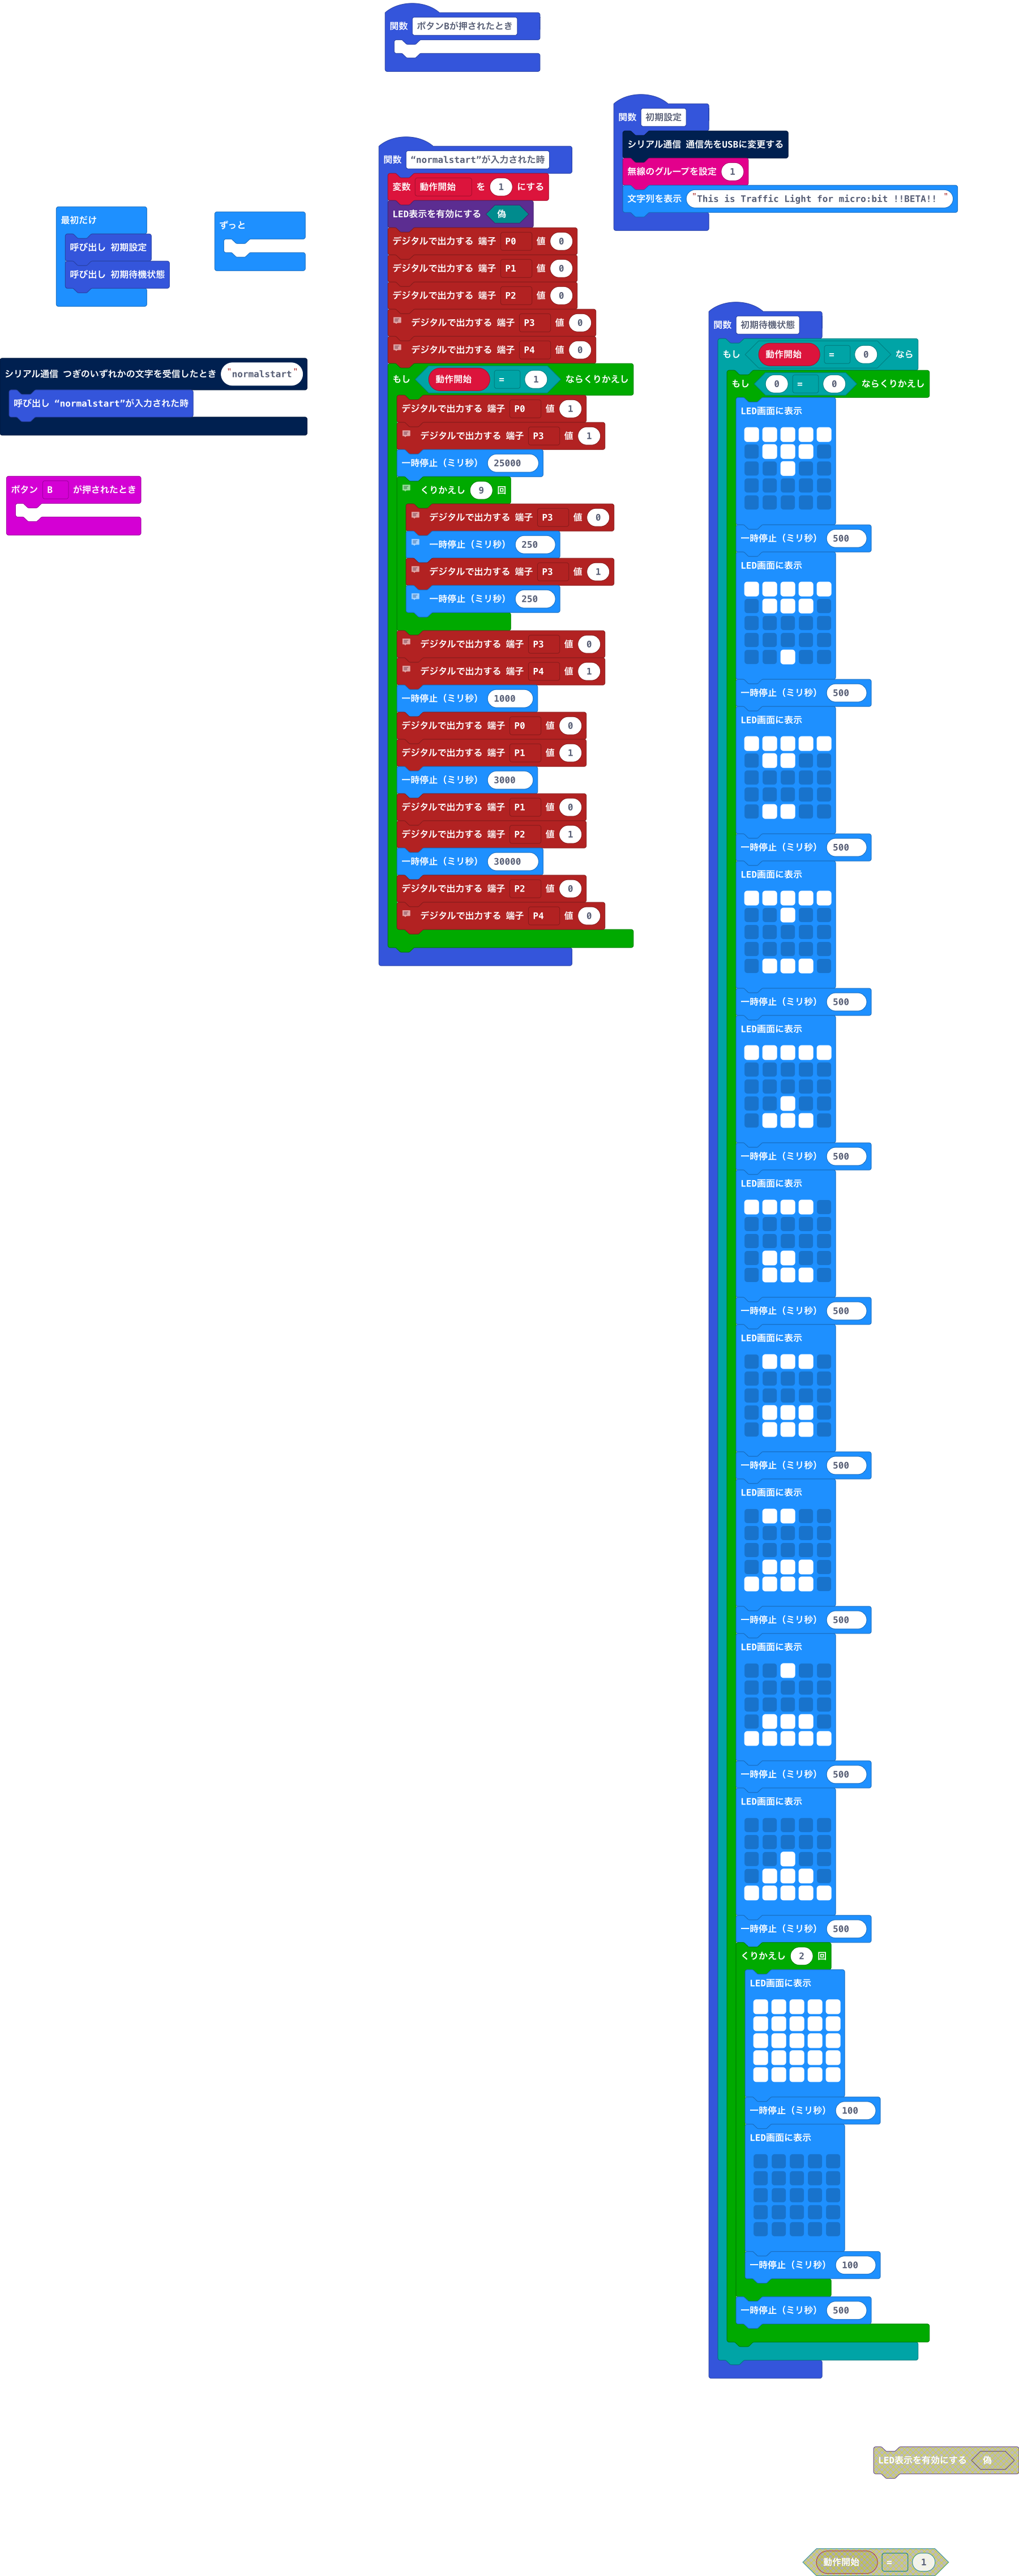 関数 ボタンBが押されたとき
関数 初期設定
シリアル通信 通信先をUSBに変更する
無線のグループを設定 1
文字列を表示 "This is Traffic Light for micro:bit !!BETA!! "
関数 “normalstart”が入力された時
変数 動作開始 を 1 にする
LED表示を有効にする 偽
デジタルで出力する 端子 P0 値 0
デジタルで出力する 端子 P1 値 0
デジタルで出力する 端子 P2 値 0
デジタルで出力する 端子 P3 値 0
デジタルで出力する 端子 P4 値 0
もし 動作開始 = 1 ならくりかえし
デジタルで出力する 端子 P0 値 1
デジタルで出力する 端子 P3 値 1
一時停止（ミリ秒） 25000
くりかえし 9 回
デジタルで出力する 端子 P3 値 0
一時停止（ミリ秒） 250
デジタルで出力する 端子 P3 値 1
一時停止（ミリ秒） 250
デジタルで出力する 端子 P3 値 0
デジタルで出力する 端子 P4 値 1
一時停止（ミリ秒） 1000
デジタルで出力する 端子 P0 値 0
デジタルで出力する 端子 P1 値 1
一時停止（ミリ秒） 3000
デジタルで出力する 端子 P1 値 0
デジタルで出力する 端子 P2 値 1
一時停止（ミリ秒） 30000
デジタルで出力する 端子 P2 値 0
デジタルで出力する 端子 P4 値 0
最初だけ
呼び出し 初期設定
呼び出し 初期待機状態
ずっと
シリアル通信 つぎのいずれかの文字を受信したとき "normalstart"
呼び出し “normalstart”が入力された時
ボタン B が押されたとき
関数 初期待機状態
もし 動作開始 = 0 なら
もし 0 = 0 ならくりかえし
LED画面に表示
一時停止（ミリ秒） 500
LED画面に表示
一時停止（ミリ秒） 500
LED画面に表示
一時停止（ミリ秒） 500
LED画面に表示
一時停止（ミリ秒） 500
LED画面に表示
一時停止（ミリ秒） 500
LED画面に表示
一時停止（ミリ秒） 500
LED画面に表示
一時停止（ミリ秒） 500
LED画面に表示
一時停止（ミリ秒） 500
LED画面に表示
一時停止（ミリ秒） 500
LED画面に表示
一時停止（ミリ秒） 500
くりかえし 2 回
LED画面に表示
一時停止（ミリ秒） 100
LED画面に表示
一時停止（ミリ秒） 100
一時停止（ミリ秒） 500
LED表示を有効にする 偽
動作開始 = 1